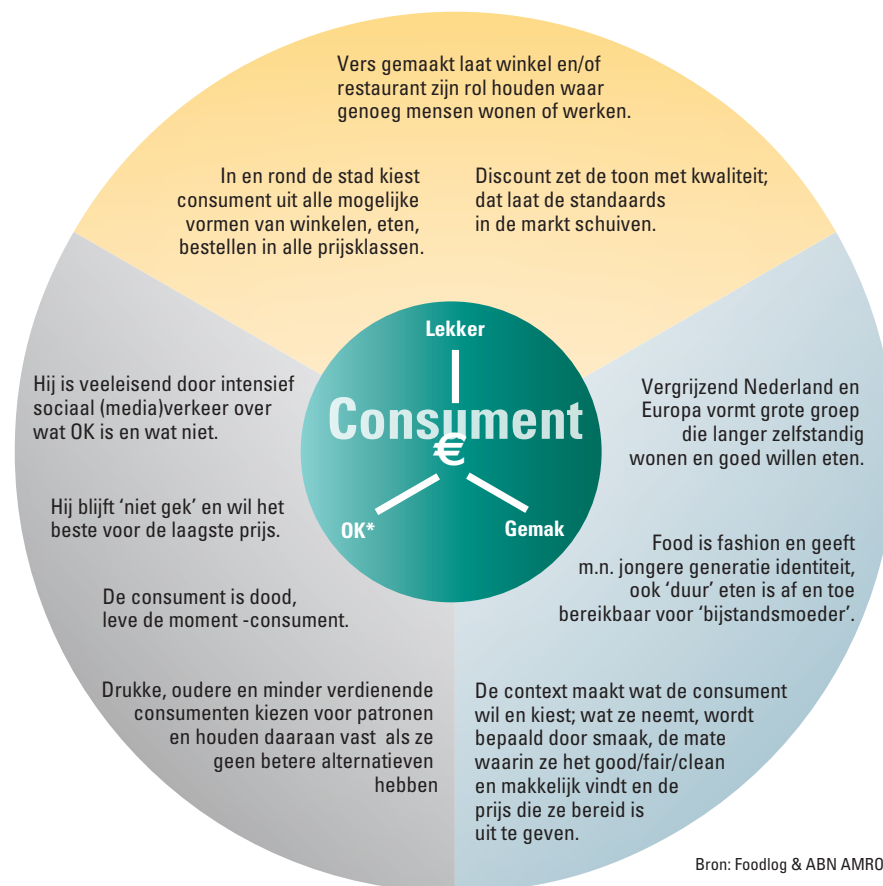 Vers gemaakt laat winkel en/of
restaurant zijn rol houden waar
genoeg mensen wonen of werken.
In en rond de stad kiest
consument uit alle mogelijke
vormen van winkelen, eten,
bestellen in alle prijsklassen.
Discount zet de toon met kwaliteit;
dat laat de standaards
in de markt schuiven.
Lekker
Consument
€
OK*
Gemak
Hij is veeleisend door intensief
sociaal (media)verkeer over
wat OK is en wat niet.
Hij blijft ‘niet gek’ en wil het
beste voor de laagste prijs.
De consument is dood,
leve de moment -consument.
Drukke, oudere en minder verdienende
consumenten kiezen voor patronen
en houden daaraan vast als ze
geen betere alternatieven
hebben
Vergrijzend Nederland en
Europa vormt grote groep
die langer zelfstandig
wonen en goed willen eten.
Food is fashion en geeft
m.n. jongere generatie identiteit,
ook ‘duur’ eten is af en toe
bereikbaar voor ‘bijstandsmoeder’.
De context maakt wat de consument
wil en kiest; wat ze neemt, wordt
bepaald door smaak, de mate
waarin ze het good/fair/clean
en makkelijk vindt en de
prijs die ze bereid is
uit te geven.
Bron: Foodlog & ABN AMRO